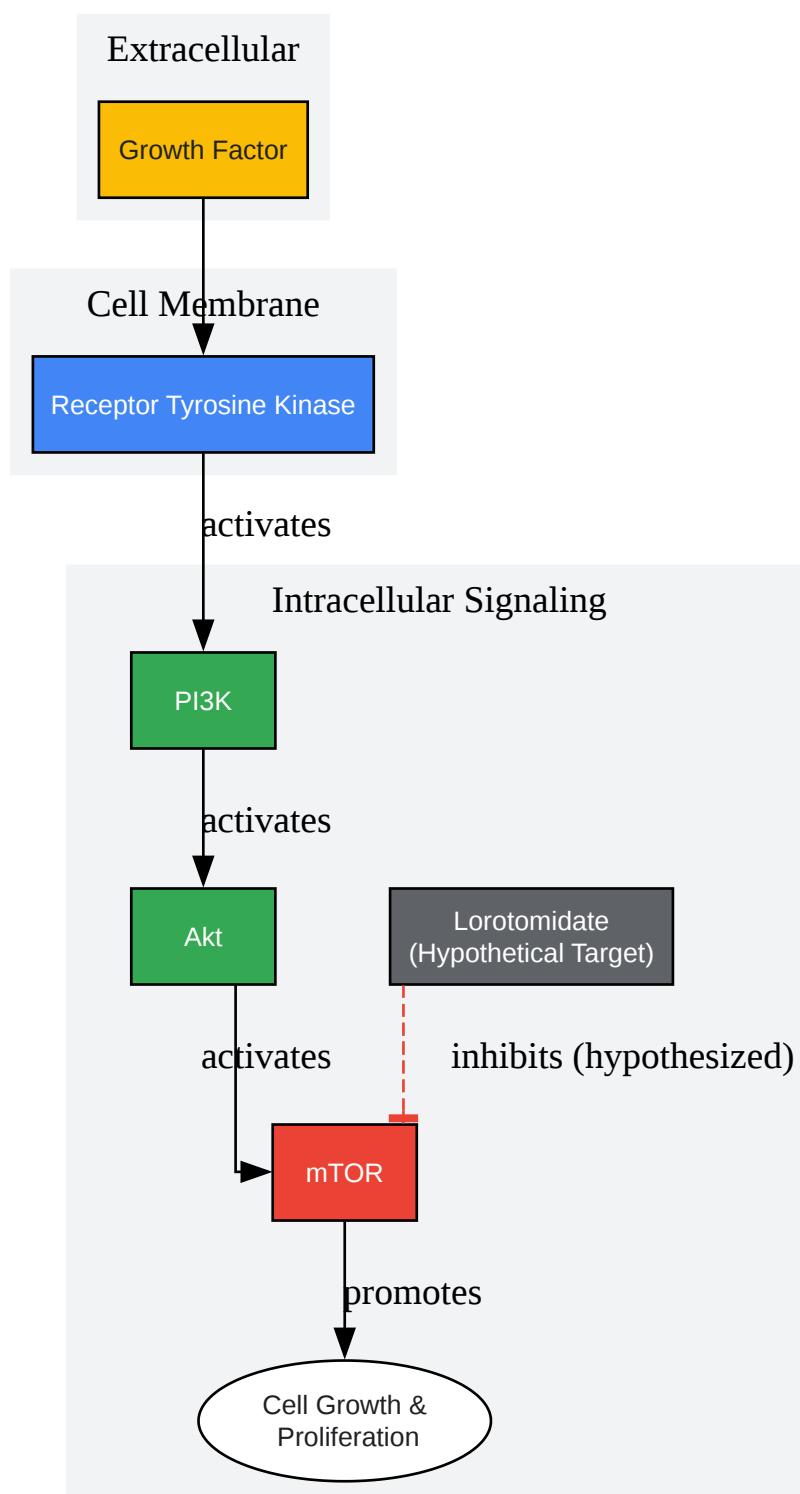 Extracellular
Growth Factor
Cell Membrane
Receptor Tyrosine Kinase
activates
Intracellular Signaling
PI3K
activates
Akt
Lorotomidate
(Hypothetical Target)
activates
inhibits (hypothesized)
mTOR
promotes
Cell Growth &
Proliferation